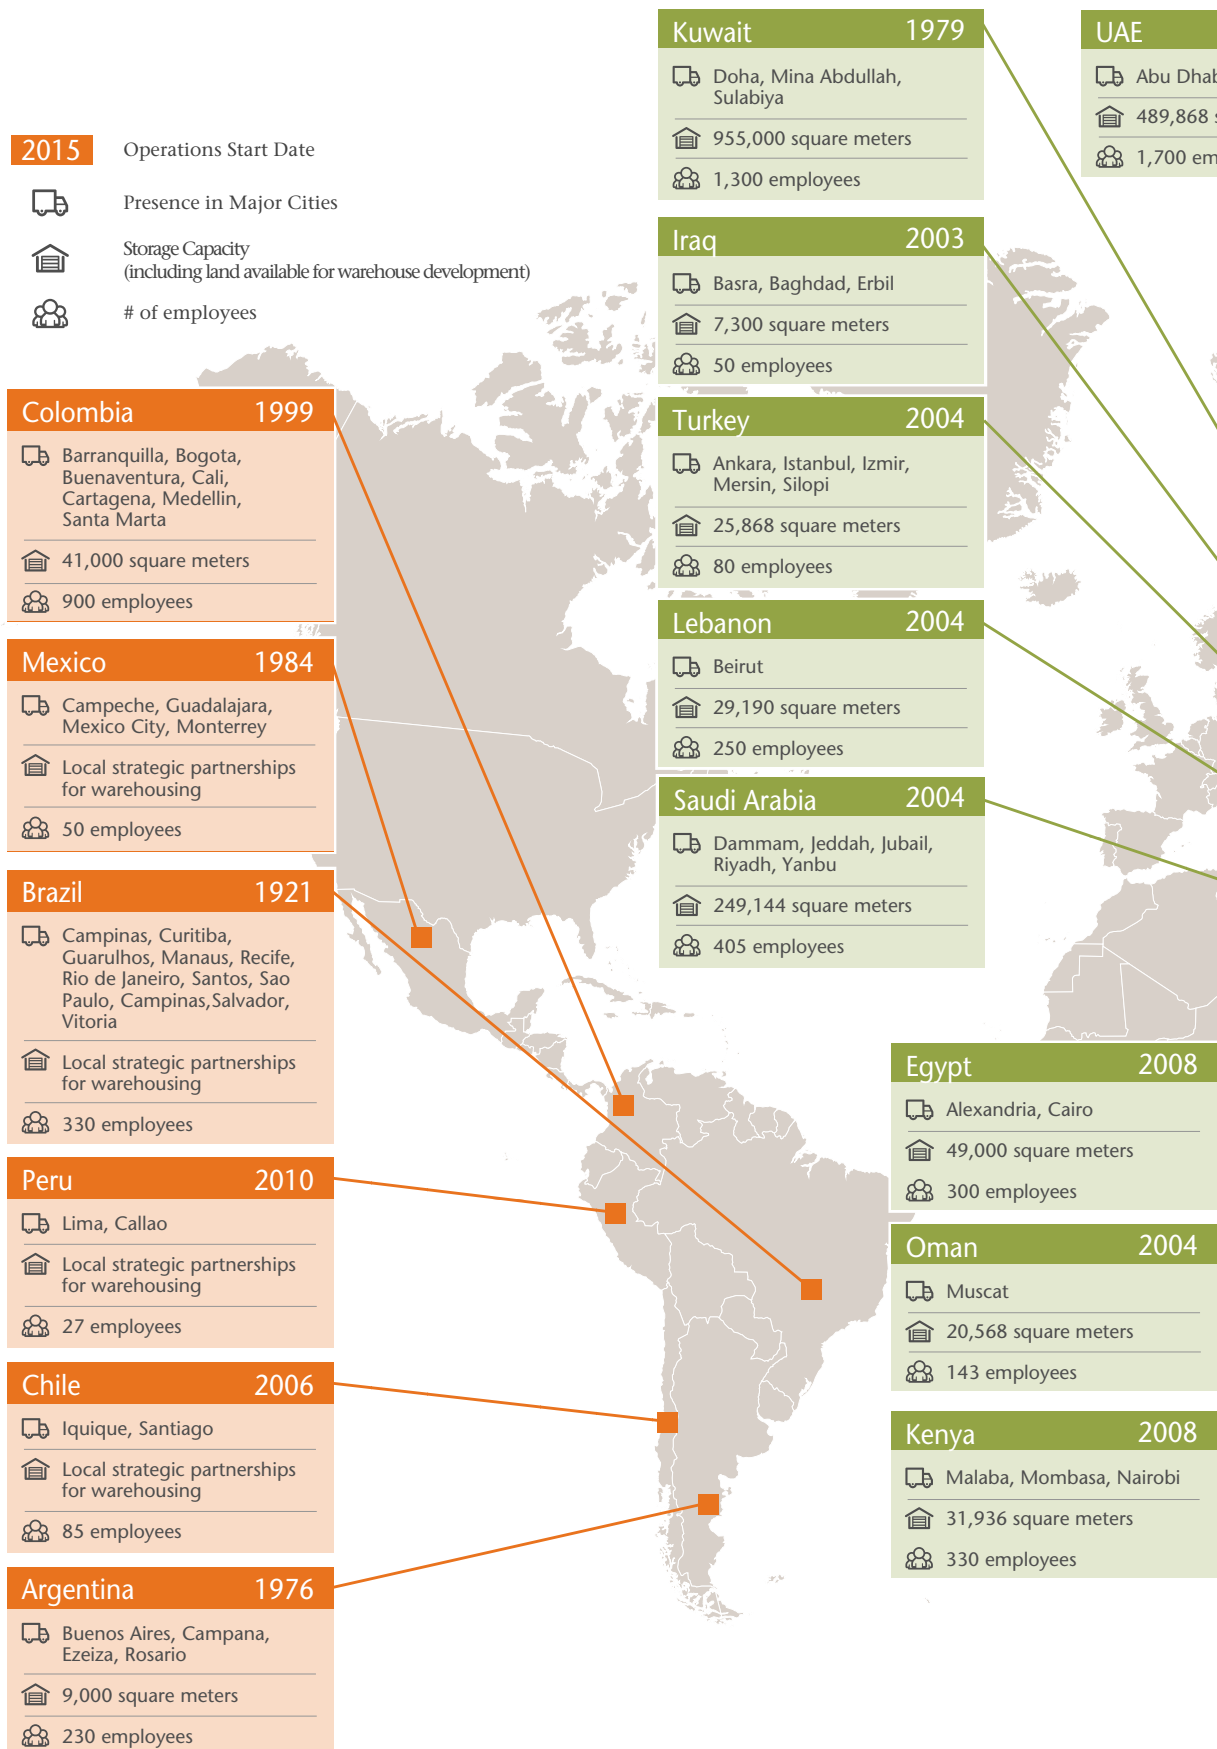 2015 Operations Start Date
Presence in Major Cities
Storage Capacity
(including land available for warehouse development)
# of employees
Colombia 1999
Barranquilla, Bogota,
Buenaventura, Cali,
Cartagena, Medellin,
Santa Marta
41,000 square meters
900 employees
Mexico 1984
Campeche, Guadalajara,
Mexico City, Monterrey
Local strategic partnerships
for warehousing
50 employees
Brazil 1921
Campinas, Curitiba,
Guarulhos, Manaus, Recife,
Rio de Janeiro, Santos, Sao
Paulo, Campinas,Salvador,
Vitoria
Local strategic partnerships
for warehousing
330 employees
Peru 2010
Lima, Callao
Local strategic partnerships
for warehousing
27 employees
Chile 2006
Iquique, Santiago
Local strategic partnerships
for warehousing
85 employees
Argentina 1976
Buenos Aires, Campana,
Ezeiza, Rosario
9,000 square meters
230 employees
Kuwait 1979
Doha, Mina Abdullah,
Sulabiya
955,000 square meters
1,300 employees
Iraq 2003
Basra, Baghdad, Erbil
7,300 square meters
50 employees
Turkey 2004
Ankara, Istanbul, Izmir,
Mersin, Silopi
25,868 square meters
80 employees
Lebanon 2004
Beirut
29,190 square meters
250 employees
Saudi Arabia 2004
Dammam, Jeddah, Jubail,
Riyadh, Yanbu
249,144 square meters
405 employees
Egypt 2008
Alexandria, Cairo
49,000 square meters
300 employees
Oman 2004
Muscat
20,568 square meters
143 employees
Kenya 2008
Malaba, Mombasa, Nairobi
31,936 square meters
330 employees
UAE
Abu
489,868
1,700